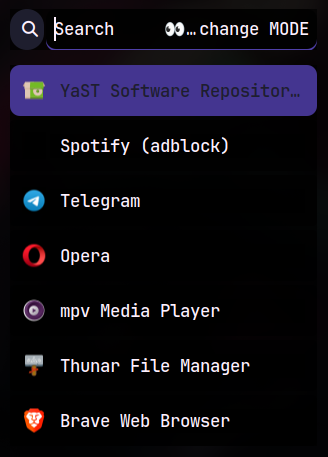 Search 👀…change MODE
YaST Software Repositor…
Spotify (adblock)
Telegram
Opera
mpv Media Player
Thunar File Manager
Brave Web Browser